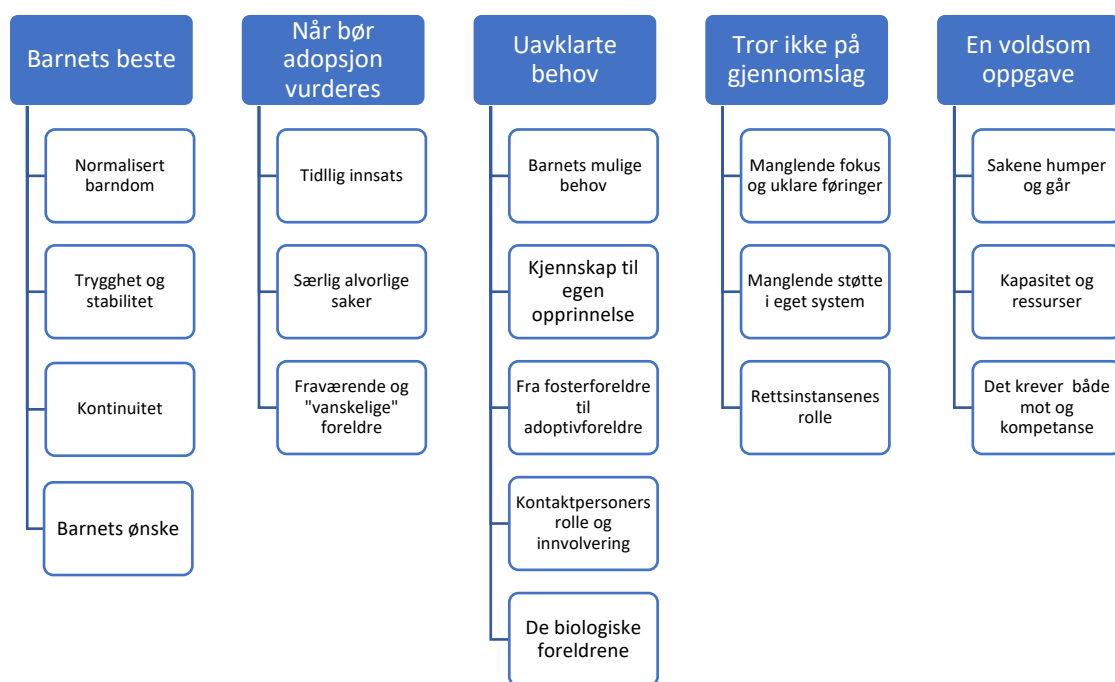 Barnets beste
Normalisert
barndom
Trygghet og
stabilitet
Kontinuitet
Barnets ønske
Når bør
adopsjon
vurderes
Tidllig innsats
Særlig alvorlige
saker
Fraværende og
"vanskelige"
foreldre
Uavklarte
behov
Barnets mulige
behov
Kjennskap til
egen
opprinnelse
Fra fosterforeldre
til
adoptivforeldre
Kontaktpersoners
rolle og
innvolvering
De biologiske
foreldrene
Tror ikke på
gjennomslag
Manglende fokus
og uklare føringer
Manglende støtte
i eget system
Rettsinstansenes
rolle
En voldsom
oppgave
Sakene humper
og går
Kapasitet og
ressurser
Det krever både
mot og
kompetanse